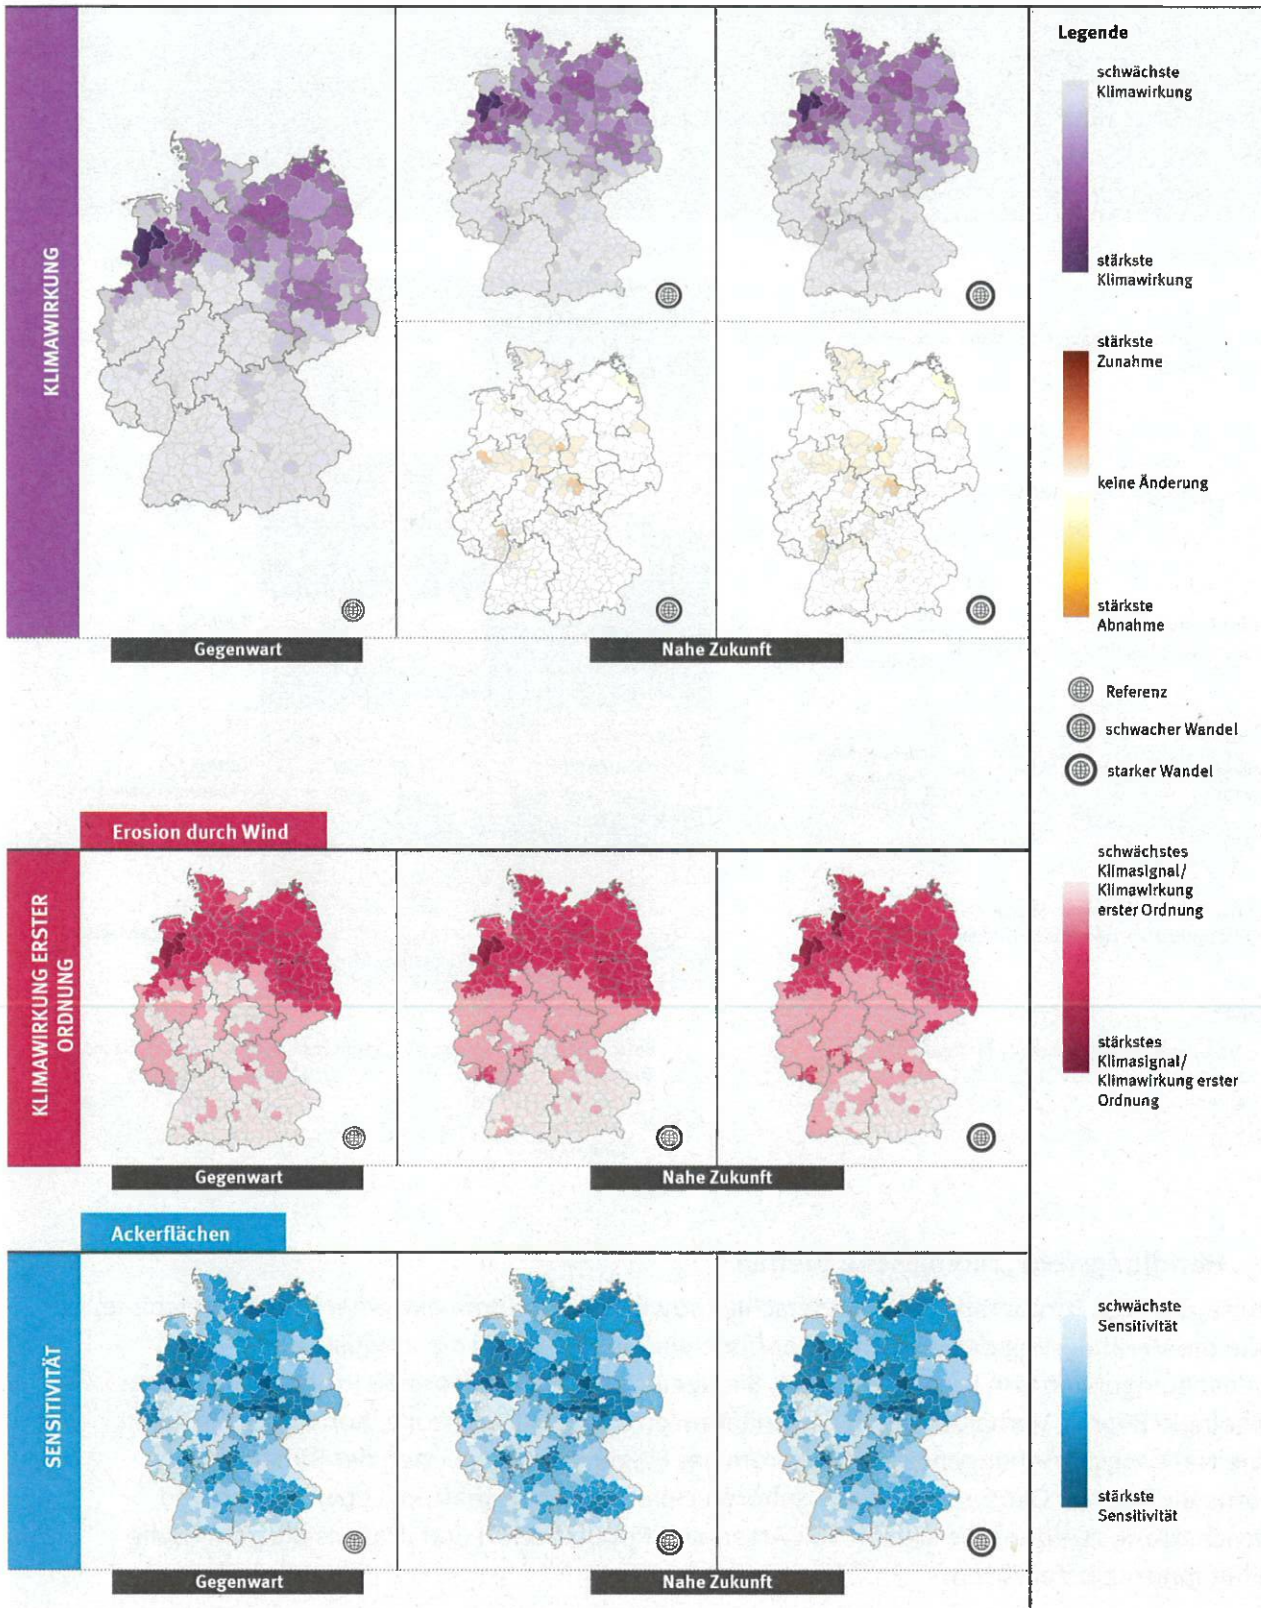 KLIMAWIRKUNG
Gegenwart
Nahe Zukunft
Erosion durch Wind
KLIMAWIRKUNG ERSTER
ORDNUNG
Gegenwart
Nahe Zukunft
Ackerflächen
SENSITIVITÄT
Gegenwart
Nahe Zukunft
Legende
schwächste
Klimawirkung
stärkste
Klimawirkung
stärkste
Zunahme
keine Änderung
stärkste
Abnahme
Referenz
schwacher Wandel
starker Wandel
schwächstes
Klimasignal/
Klimawirkung
erster Ordnung
stärkstes
Klimasignal/
Klimawirkung erster
Ordnung
schwächste
Sensitivität
stärkste
Sensitivität